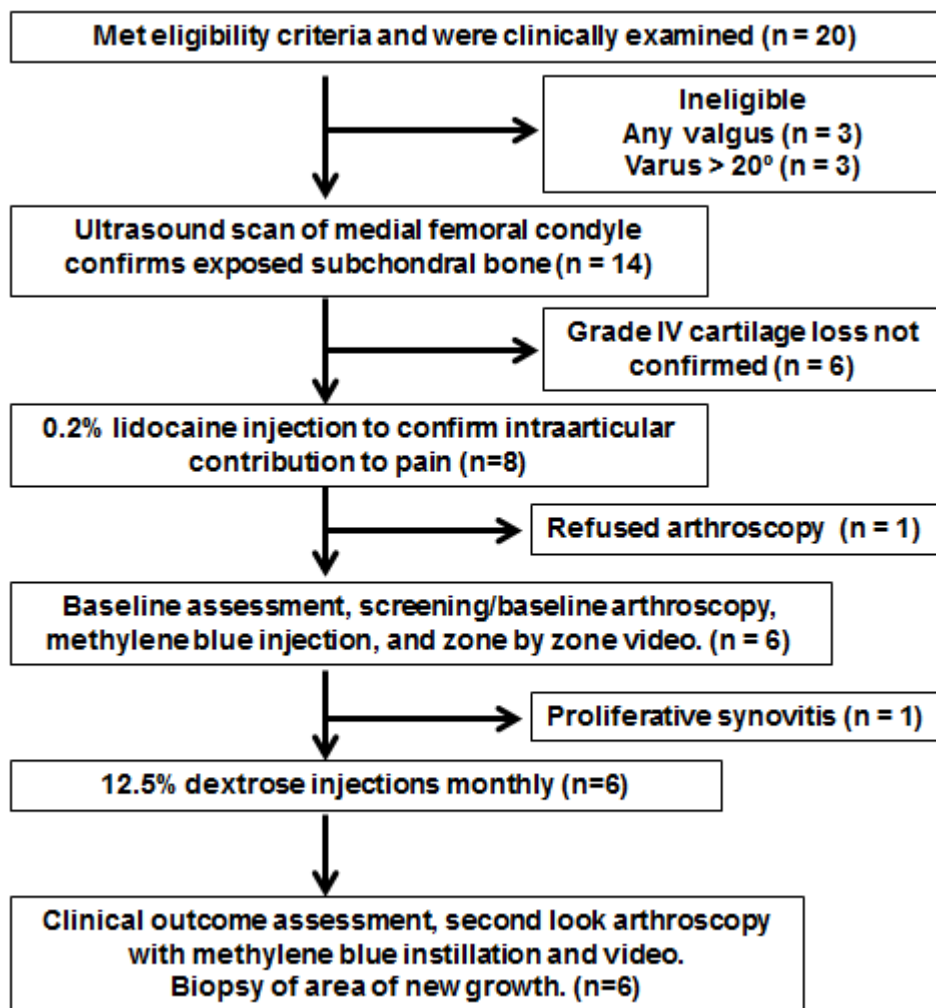 Met eligibility criteria and were clinically examined (n = 20)
Ineligible
Any valgus (n = 3)
Varus > 20º (n = 3)
Ultrasound scan of medial femoral condyle
confirms exposed subchondral bone (n = 14)
Grade IV cartilage loss not
confirmed (n = 6)
0.2% lidocaine injection to confirm intraarticular
contribution to pain (n=8)
Refused arthroscopy (n = 1)
Baseline assessment, screening/baseline arthroscopy,
methylene blue injection, and zone by zone video. (n = 6)
Proliferative synovitis (n = 1)
12.5% dextrose injections monthly (n=6)
Clinical outcome assessment, second look arthroscopy
with methylene blue instillation and video.
Biopsy of area of new growth. (n=6)